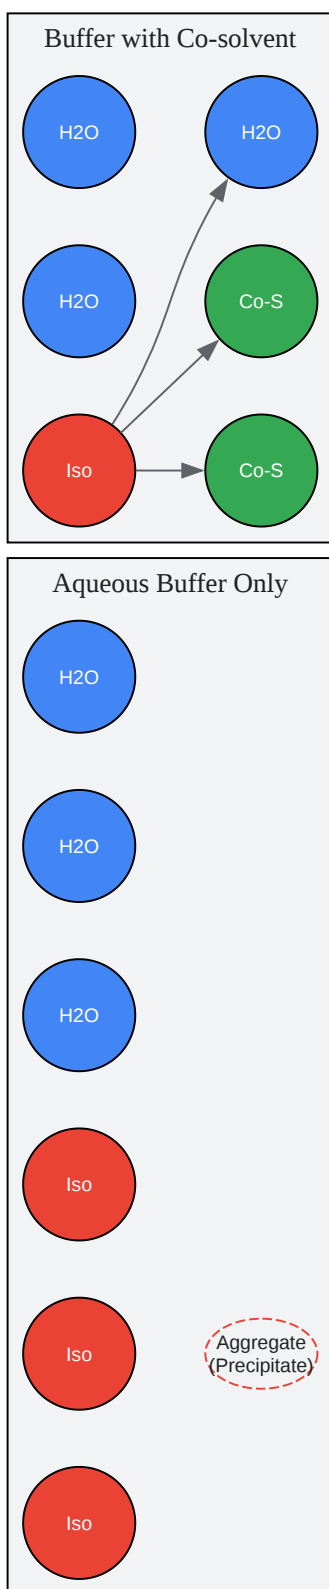 Buffer with Co-solvent
H2O
H2O
H2O
Co-S
Iso
Co-S
Aqueous Buffer Only
H2O
H2O
H2O
Iso
Iso
Aggregate
(Precipitate)
Iso